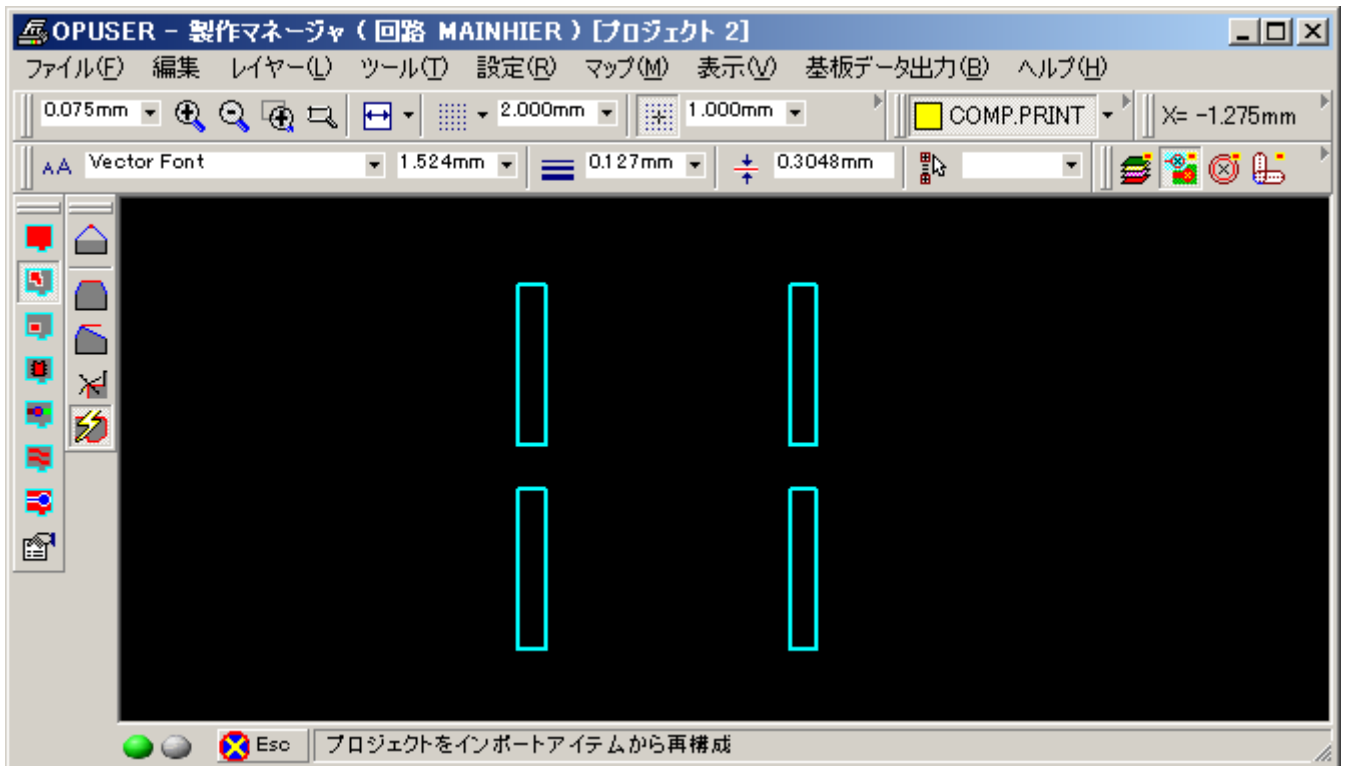 OPUSER - 製作マネージャ ( 回路 MAINHIER ) [プロジェクト 2]
ファイル(F) 編集 レイヤー(L) ツール(T) 設定(R) マップ(M) 表示(V) 基板データ出力(B) ヘルプ(H)
0.075mm 2.000mm 1.000mm COMP.PRINT X= -1.275mm
AA Vector Font 1.524mm 0.127mm 0.3048mm
Esc プロジェクトをインポートアイテムから再構成